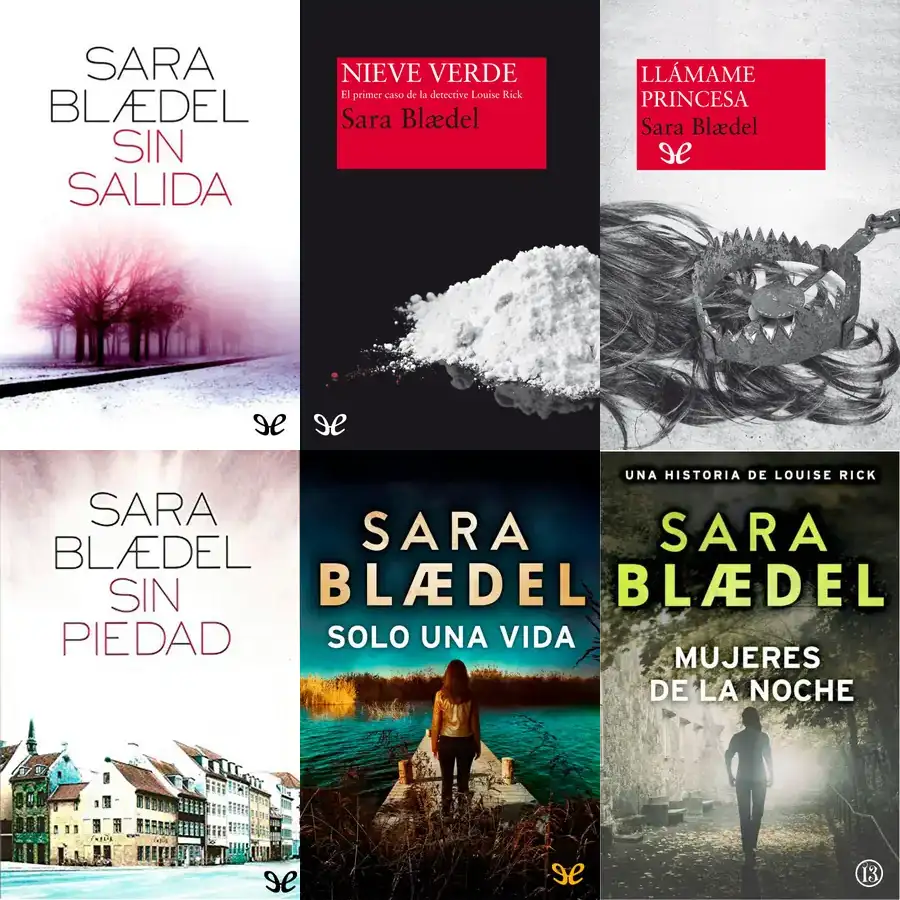 SARA
BLÆDEL
SIN
SALIDA
NIEVE VERDE
El primer caso de la detective Louise Rick
Sara Blædel
LLÁMAME
PRINCESA
Sara Blædel
SARA
BLÆDEL
SIN
PIEDAD
SARA
BLÆDEL
SOLO UNA VIDA
UNA HISTORIA DE LOUISE RICK
SARA
BLÆDEL
MUJERES
DE LA NOCHE
13